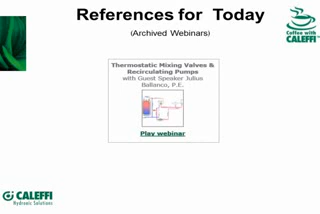 References for Today
(Archived Webinars)
Coffee with
CALEFFI
Thermostatic Mixing Valves &
Recirculating Pumps
with Guest Speaker Julius
Ballanco, P.E.
Play webinar
CALEFFI
Hydronic Solutions